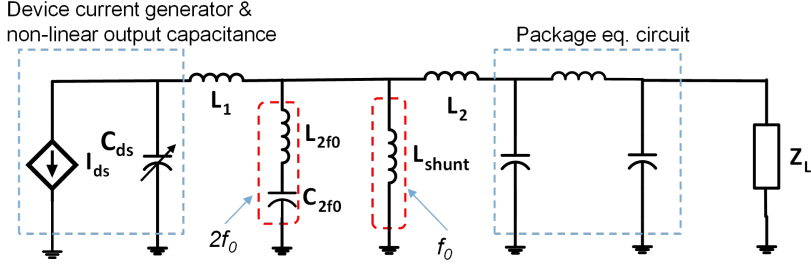 Device current generator &
non-linear output capacitance
Package eq. circuit
L1
L2
Cds
Ids
L2f0
Lshunt
C2f0
ZL
2f0
f0